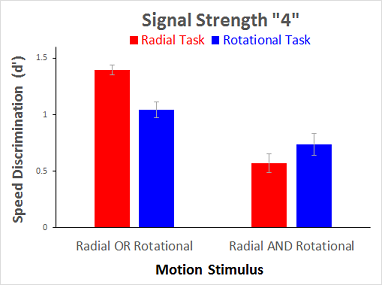 Signal Strength "4"
Radial Task Rotational Task
Speed Discrimination (d')
1.5
1
0.5
0
Radial OR Rotational Radial AND Rotational
Motion Stimulus